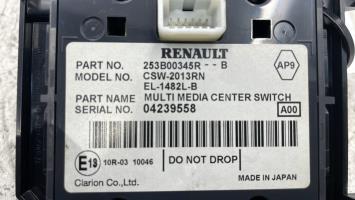 RENAULT
PART NO. 253B00345R - - B
MODEL NO. CSW-2013RN
EL-1482L-B
AP9
PART NAME MULTI MEDIA CENTER SWITCH
SERIAL NO. 04239558
A00
E13 10R-03 10046 DO NOT DROP
Clarion Co., Ltd. MADE IN JAPAN